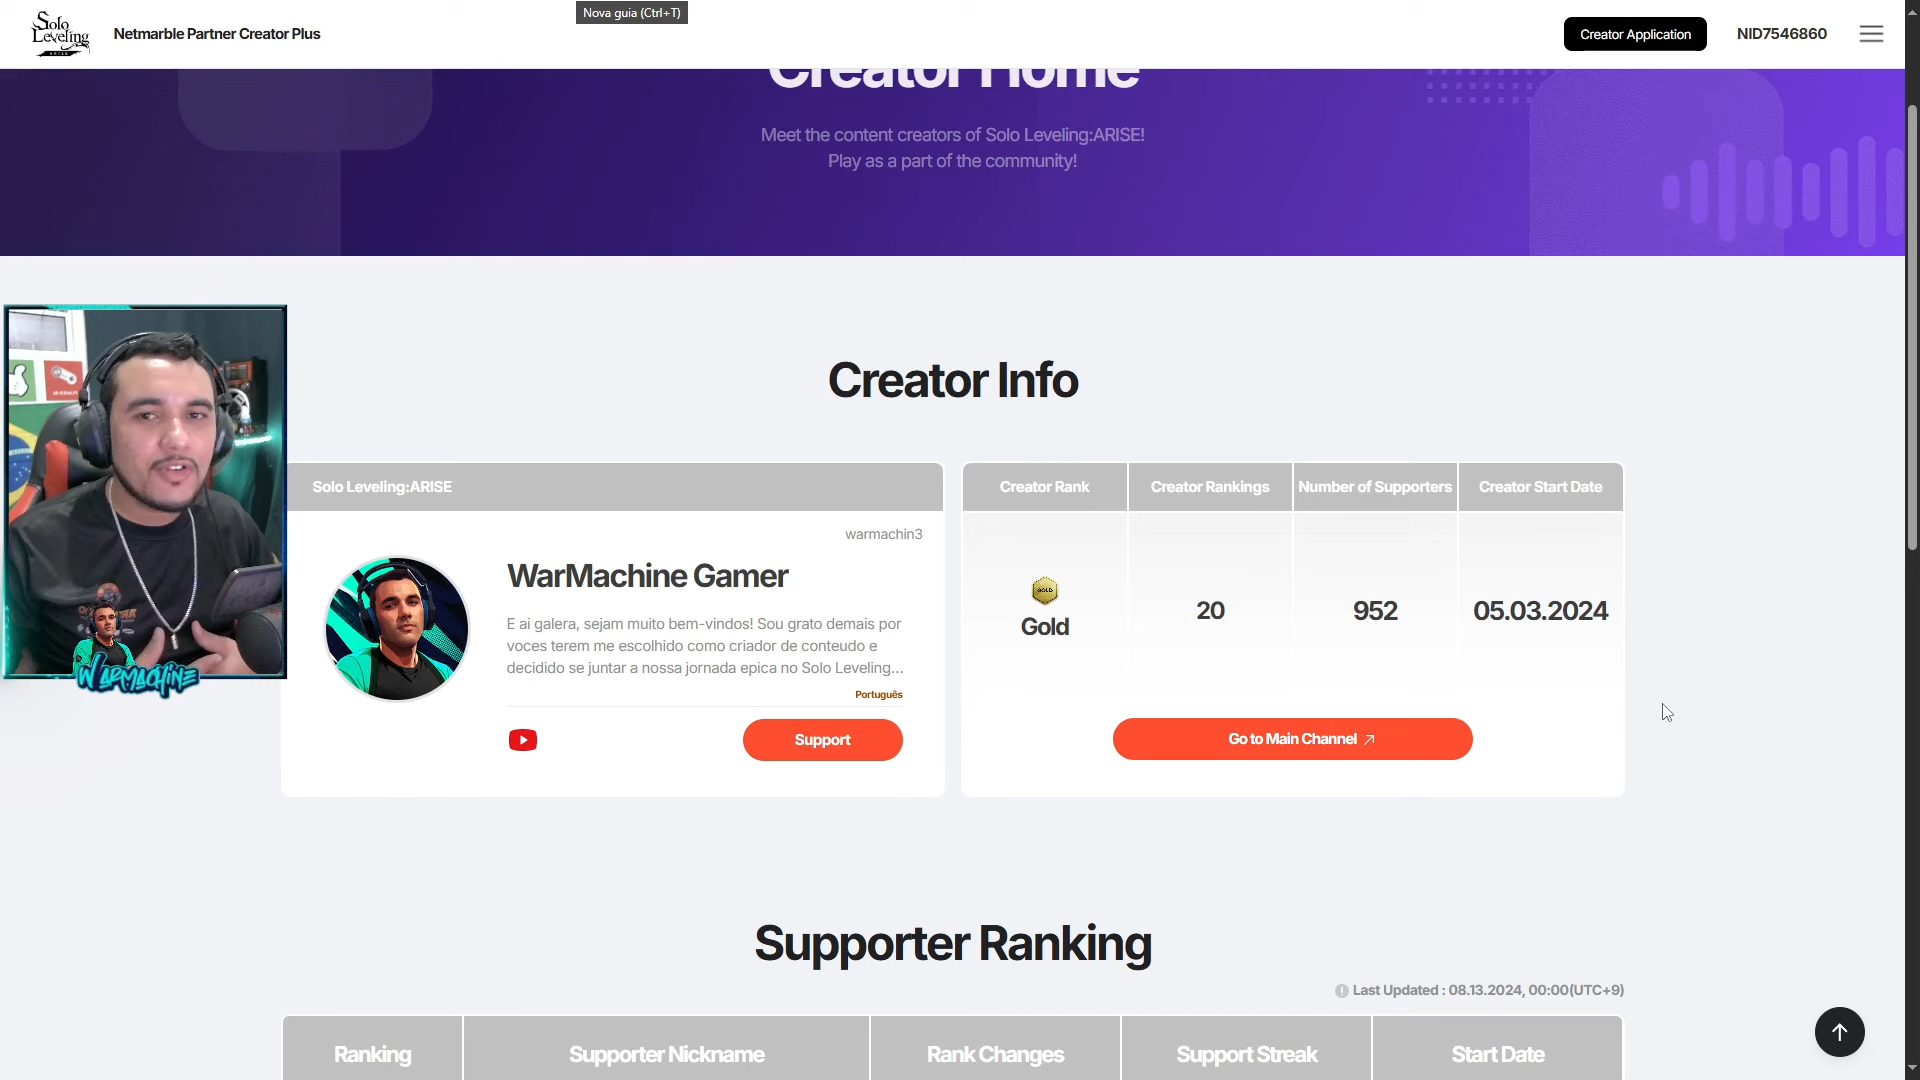 Nova guia (Ctrl+T)
Solo
Leveling
ARISE
Netmarble Partner Creator Plus
Creator Application
NID7546860
Creator Home
Meet the content creators of Solo Leveling:ARISE!
Play as a part of the community!
Creator Info
Solo Leveling:ARISE
warmachin3
WarMachine Gamer
E ai galera, sejam muito bem-vindos! Sou grato demais por
voces terem me escolhido como criador de conteudo e
decidido se juntar a nossa jornada epica no Solo Leveling...
Português
Support
Creator Rank
Creator Rankings
Number of Supporters
Creator Start Date
GOLD
Gold
20
952
05.03.2024
Go to Main Channel
WARMACHINE
Supporter Ranking
Last Updated : 08.13.2024, 00:00(UTC+9)
Ranking
Supporter Nickname
Rank Changes
Support Streak
Start Date